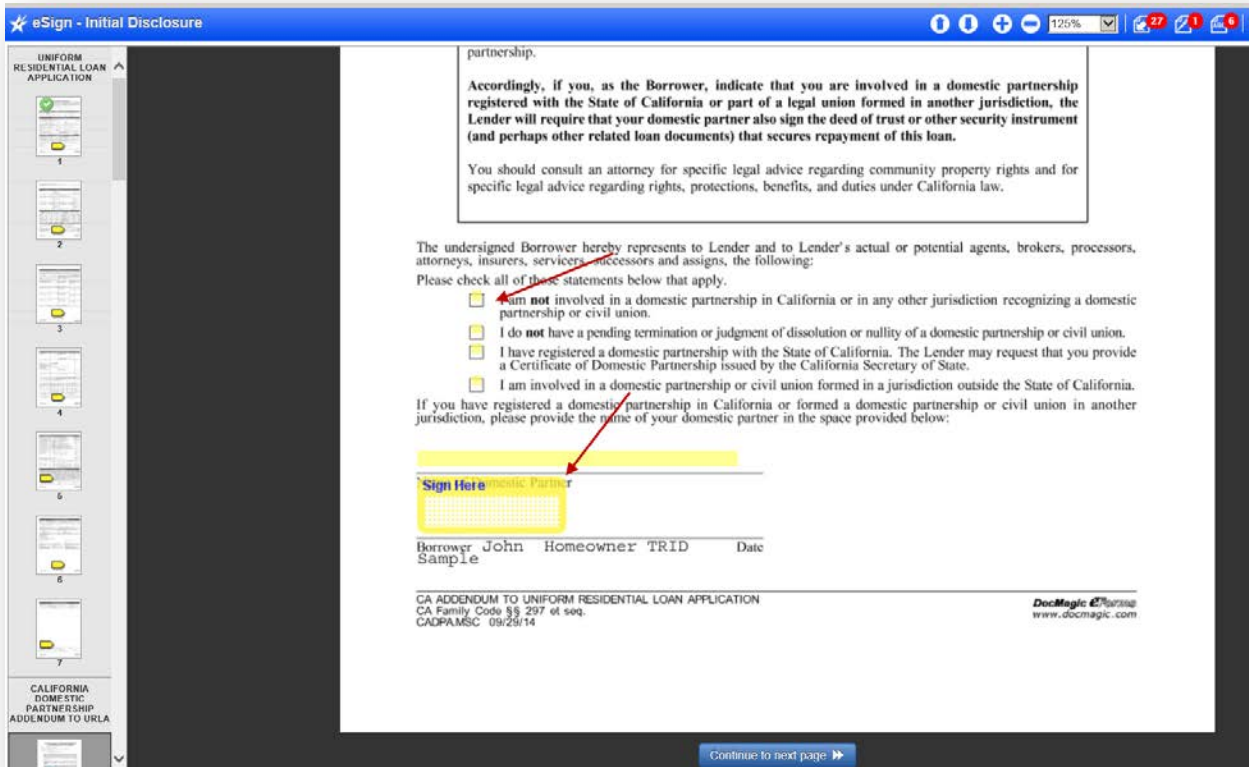 eSign - Initial Disclosure
125%
27
1
6
UNIFORM
RESIDENTIAL LOAN
APPLICATION
1
2
3
4
5
6
7
CALIFORNIA
DOMESTIC
PARTNERSHIP
ADDENDUM TO URLA
partnership.
Accordingly, if you, as the Borrower, indicate that you are involved in a domestic partnership
registered with the State of California or part of a legal union formed in another jurisdiction, the
Lender will require that your domestic partner also sign the deed of trust or other security instrument
(and perhaps other related loan documents) that secures repayment of this loan.
You should consult an attorney for specific legal advice regarding community property rights and for
specific legal advice regarding rights, protections, benefits, and duties under California law.
The undersigned Borrower hereby represents to Lender and to Lender's actual or potential agents, brokers, processors,
attorneys, insurers, servicers, successors and assigns, the following:
Please check all of those statements below that apply.
I am not involved in a domestic partnership in California or in any other jurisdiction recognizing a domestic
partnership or civil union.
I do not have a pending termination or judgment of dissolution or nullity of a domestic partnership or civil union.
I have registered a domestic partnership with the State of California. The Lender may request that you provide
a Certificate of Domestic Partnership issued by the California Secretary of State.
I am involved in a domestic partnership or civil union formed in a jurisdiction outside the State of California.
If you have registered a domestic partnership in California or formed a domestic partnership or civil union in another
jurisdiction, please provide the name of your domestic partner in the space provided below:
Sign Here Domestic Partner
Borrower John Homeowner TRID Date
Sample
CA ADDENDUM TO UNIFORM RESIDENTIAL LOAN APPLICATION
CA Family Code §§ 297 et seq.
CADPA.MSC 09/29/14
DocMagic eForms
www.docmagic.com
Continue to next page